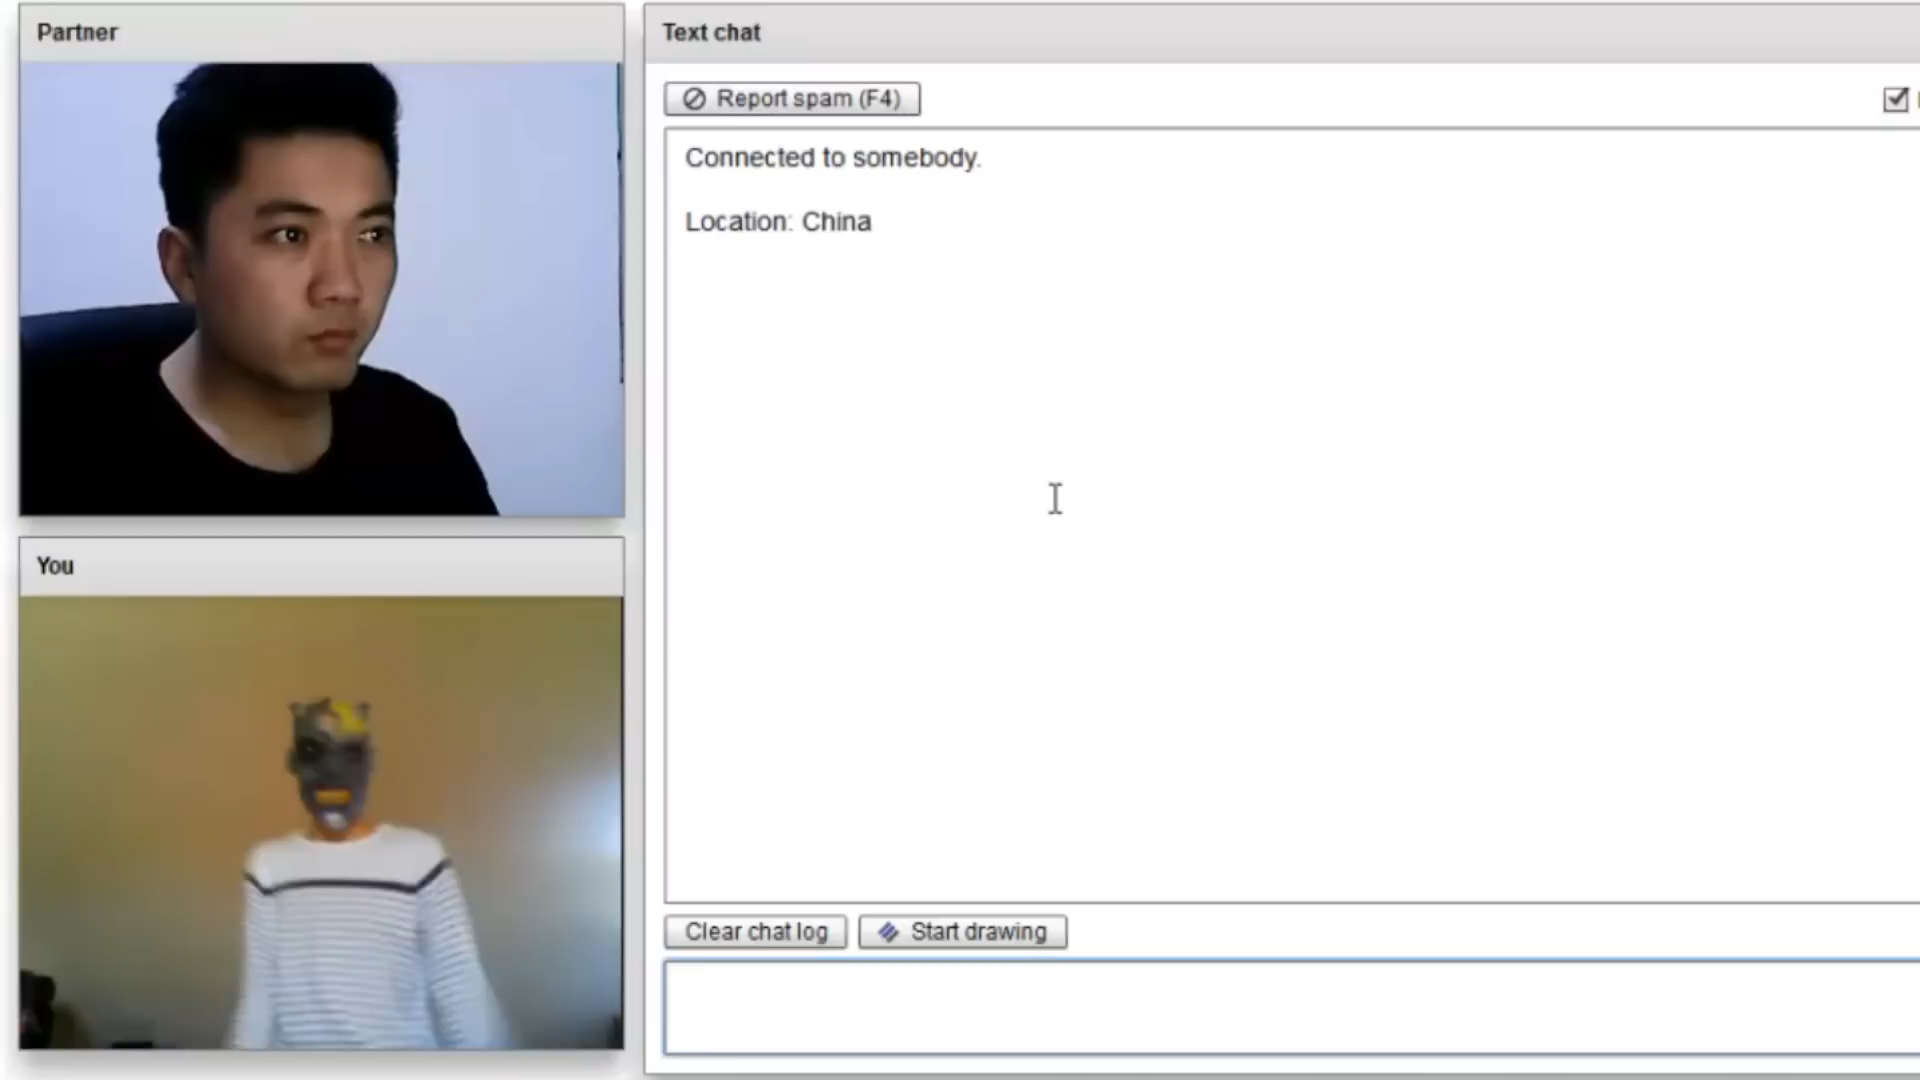 Partner
Text chat
Report spam (F4)
Connected to somebody.
Location: China
You
Clear chat log
Start drawing